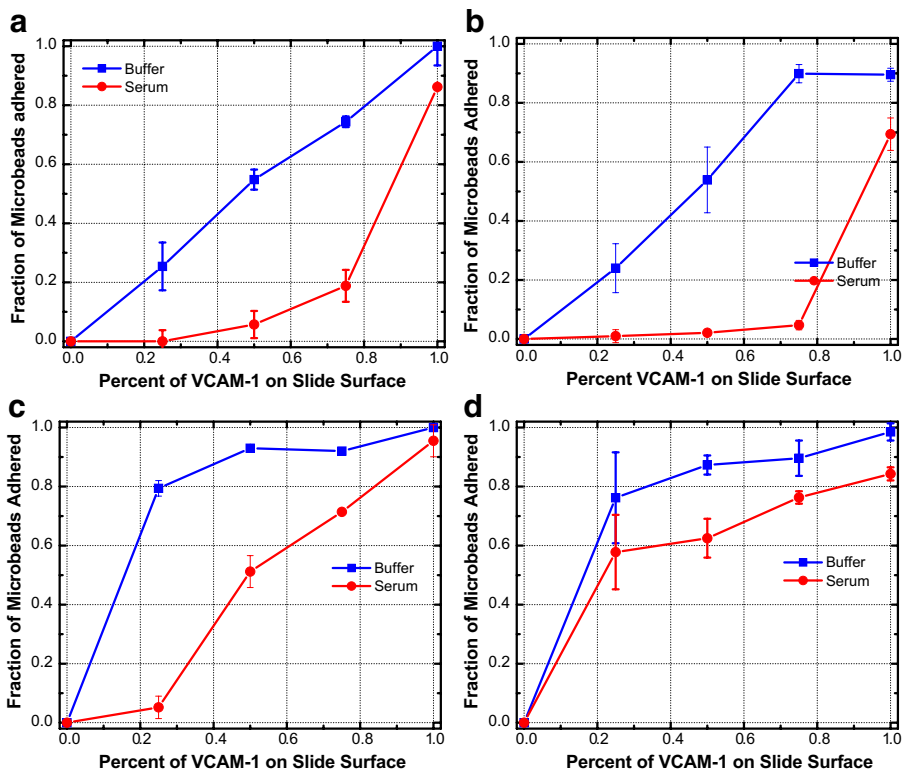 a
Fraction of Microbeads adhered
1.0
0.8
0.6
0.4
0.2
0.0
Buffer
Serum
0.0 0.2 0.4 0.6 0.8 1.0
Percent of VCAM-1 on Slide Surface
b
Fraction of Microbeads Adhered
1.0
0.8
0.6
0.4
0.2
0.0
Buffer
Serum
0.0 0.2 0.4 0.6 0.8 1.0
Percent VCAM-1 on Slide Surface
c
Fraction of Microbeads Adhered
1.0
0.8
0.6
0.4
0.2
0.0
Buffer
Serum
0.0 0.2 0.4 0.6 0.8 1.0
Percent of VCAM-1 on Slide Surface
d
Fraction of Microbeads Adhered
1.0
0.8
0.6
0.4
0.2
0.0
Buffer
Serum
0.0 0.2 0.4 0.6 0.8 1.0
Percent of VCAM-1 on Slide Surface